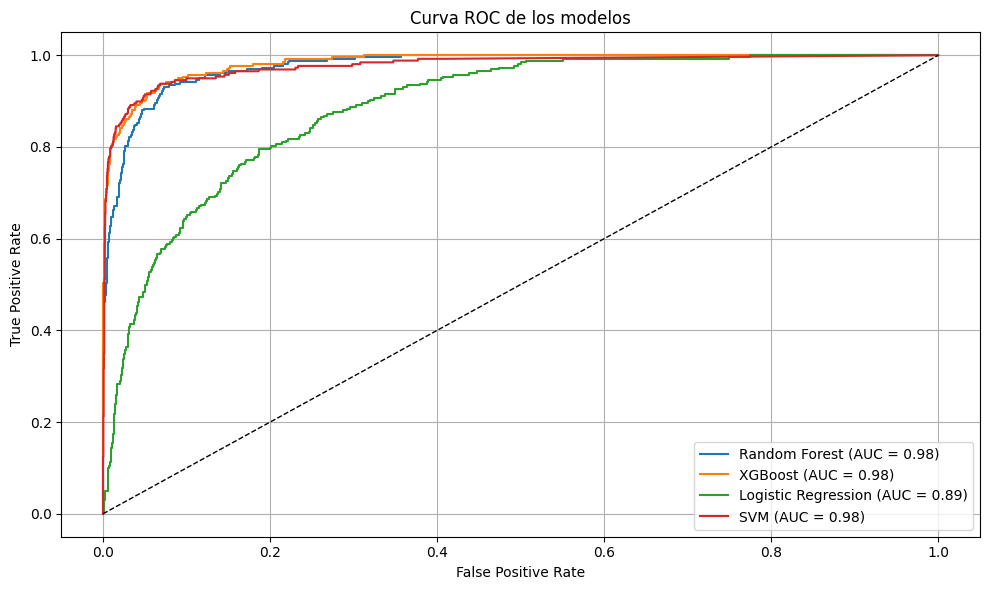 Curva ROC de los modelos
1.0
0.8
0.6
0.4
0.2
0.0
True Positive Rate
Random Forest (AUC = 0.98)
XGBoost (AUC = 0.98)
Logistic Regression (AUC = 0.89)
SVM (AUC = 0.98)
0.0 0.2 0.4 0.6 0.8 1.0
False Positive Rate